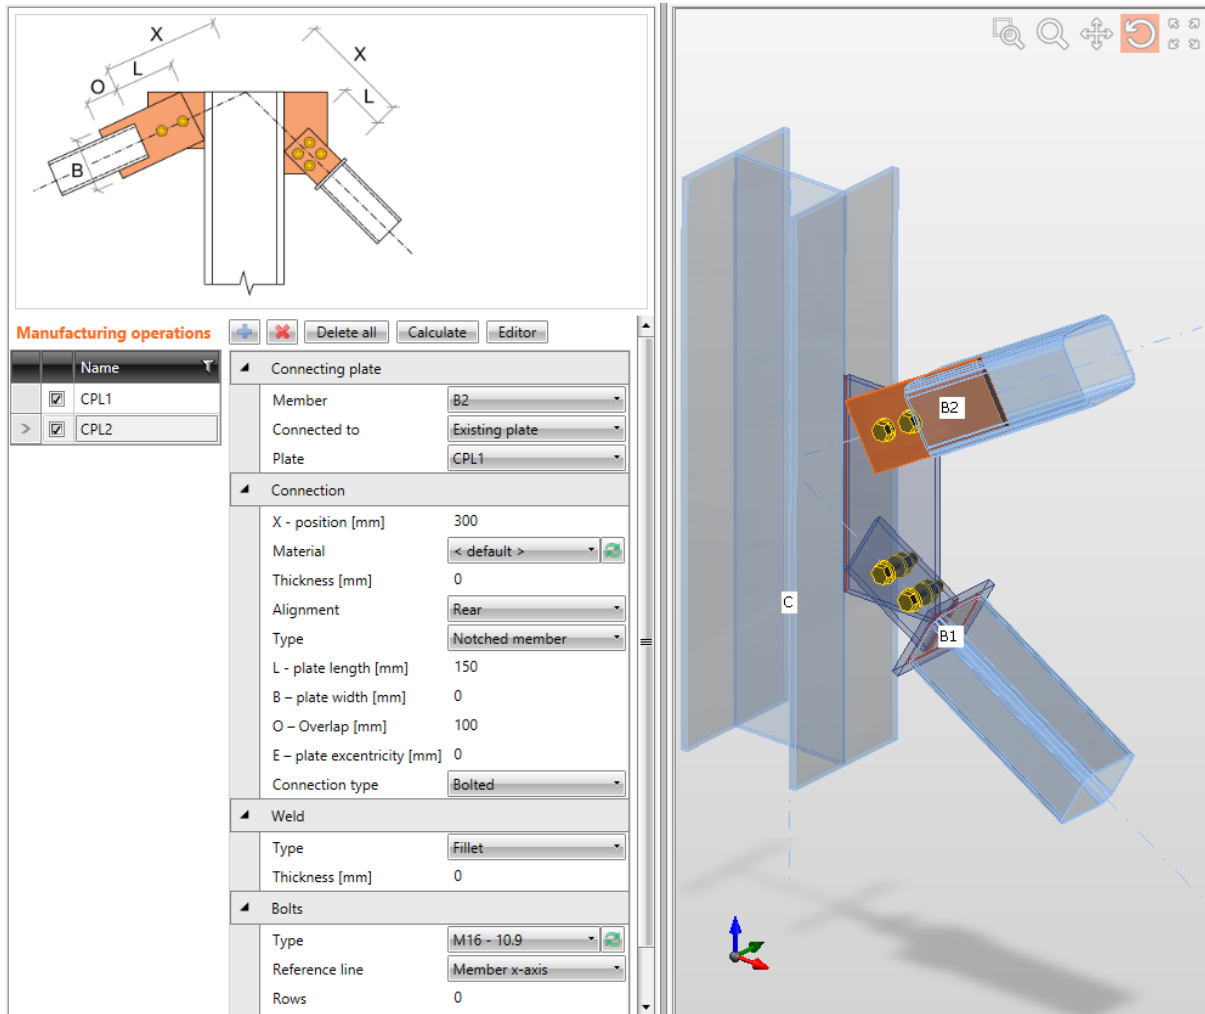 X
O
L
B
X
L
Manufacturing operations
Delete all
Calculate
Editor
Name
CPL1
CPL2
Connecting plate
Member B2
Connected to Existing plate
Plate CPL1
Connection
X - position [mm] 300
Material < default >
Thickness [mm] 0
Alignment Rear
Type Notched member
L - plate length [mm] 150
B – plate width [mm] 0
O – Overlap [mm] 100
E – plate excentricity [mm] 0
Connection type Bolted
Weld
Type Fillet
Thickness [mm] 0
Bolts
Type M16 - 10.9
Reference line Member x-axis
Rows 0
B2
C
B1